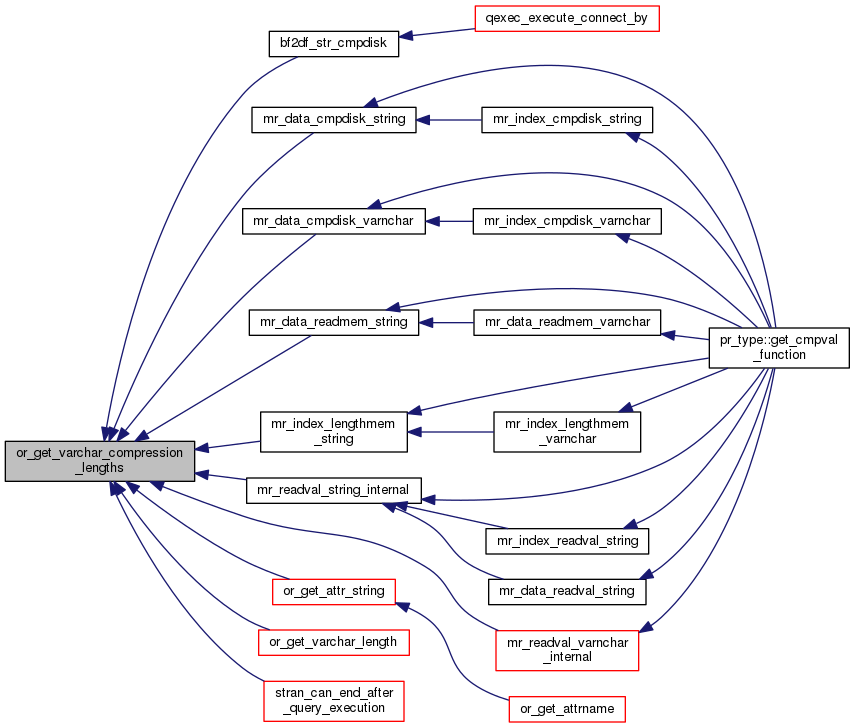 qexec_execute_connect_by
bf2df_str_cmpdisk
mr_data_cmpdisk_string
mr_index_cmpdisk_string
mr_data_cmpdisk_varnchar
mr_index_cmpdisk_varnchar
mr_data_readmem_string
mr_data_readmem_varnchar
pr_type::get_cmpval
_function
mr_index_lengthmem
_string
mr_index_lengthmem
_varnchar
or_get_varchar_compression
_lengths
mr_readval_string_internal
mr_index_readval_string
or_get_attr_string
mr_data_readval_string
or_get_varchar_length
mr_readval_varnchar
_internal
stran_can_end_after
_query_execution
or_get_attrname